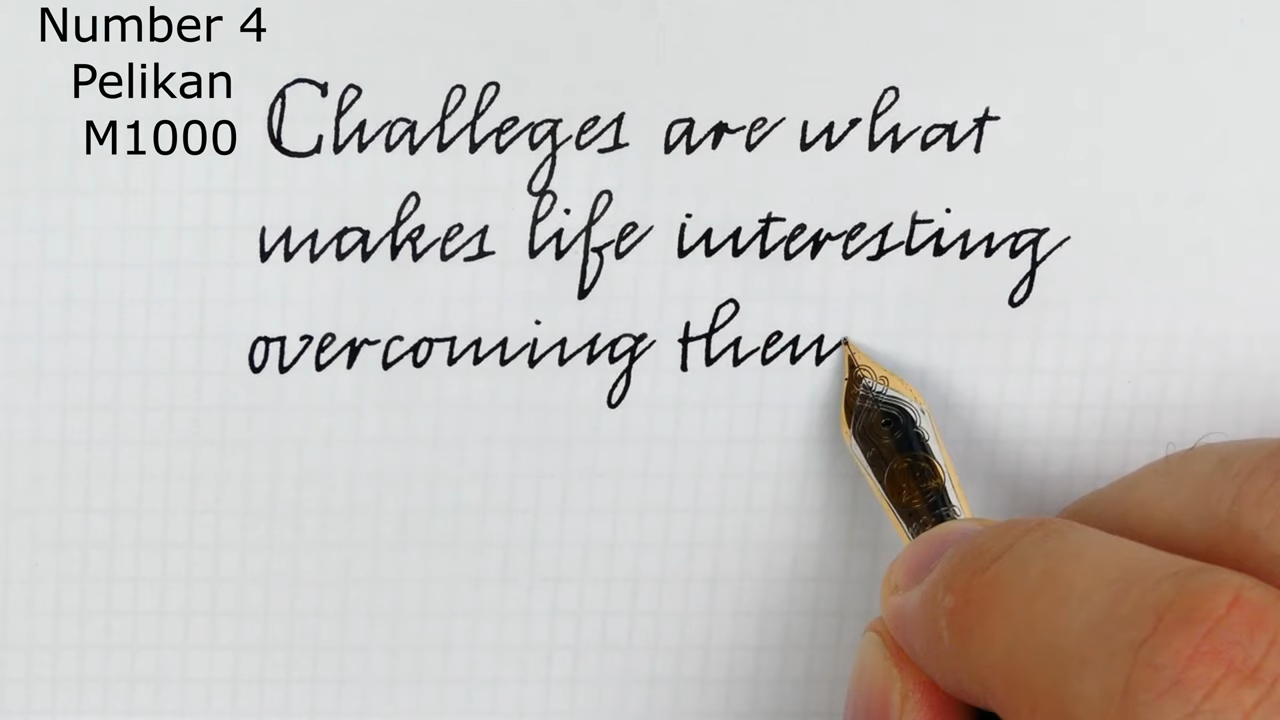 Number 4
Pelikan
M1000
Challeges are what
makes life interesting
overcoming them